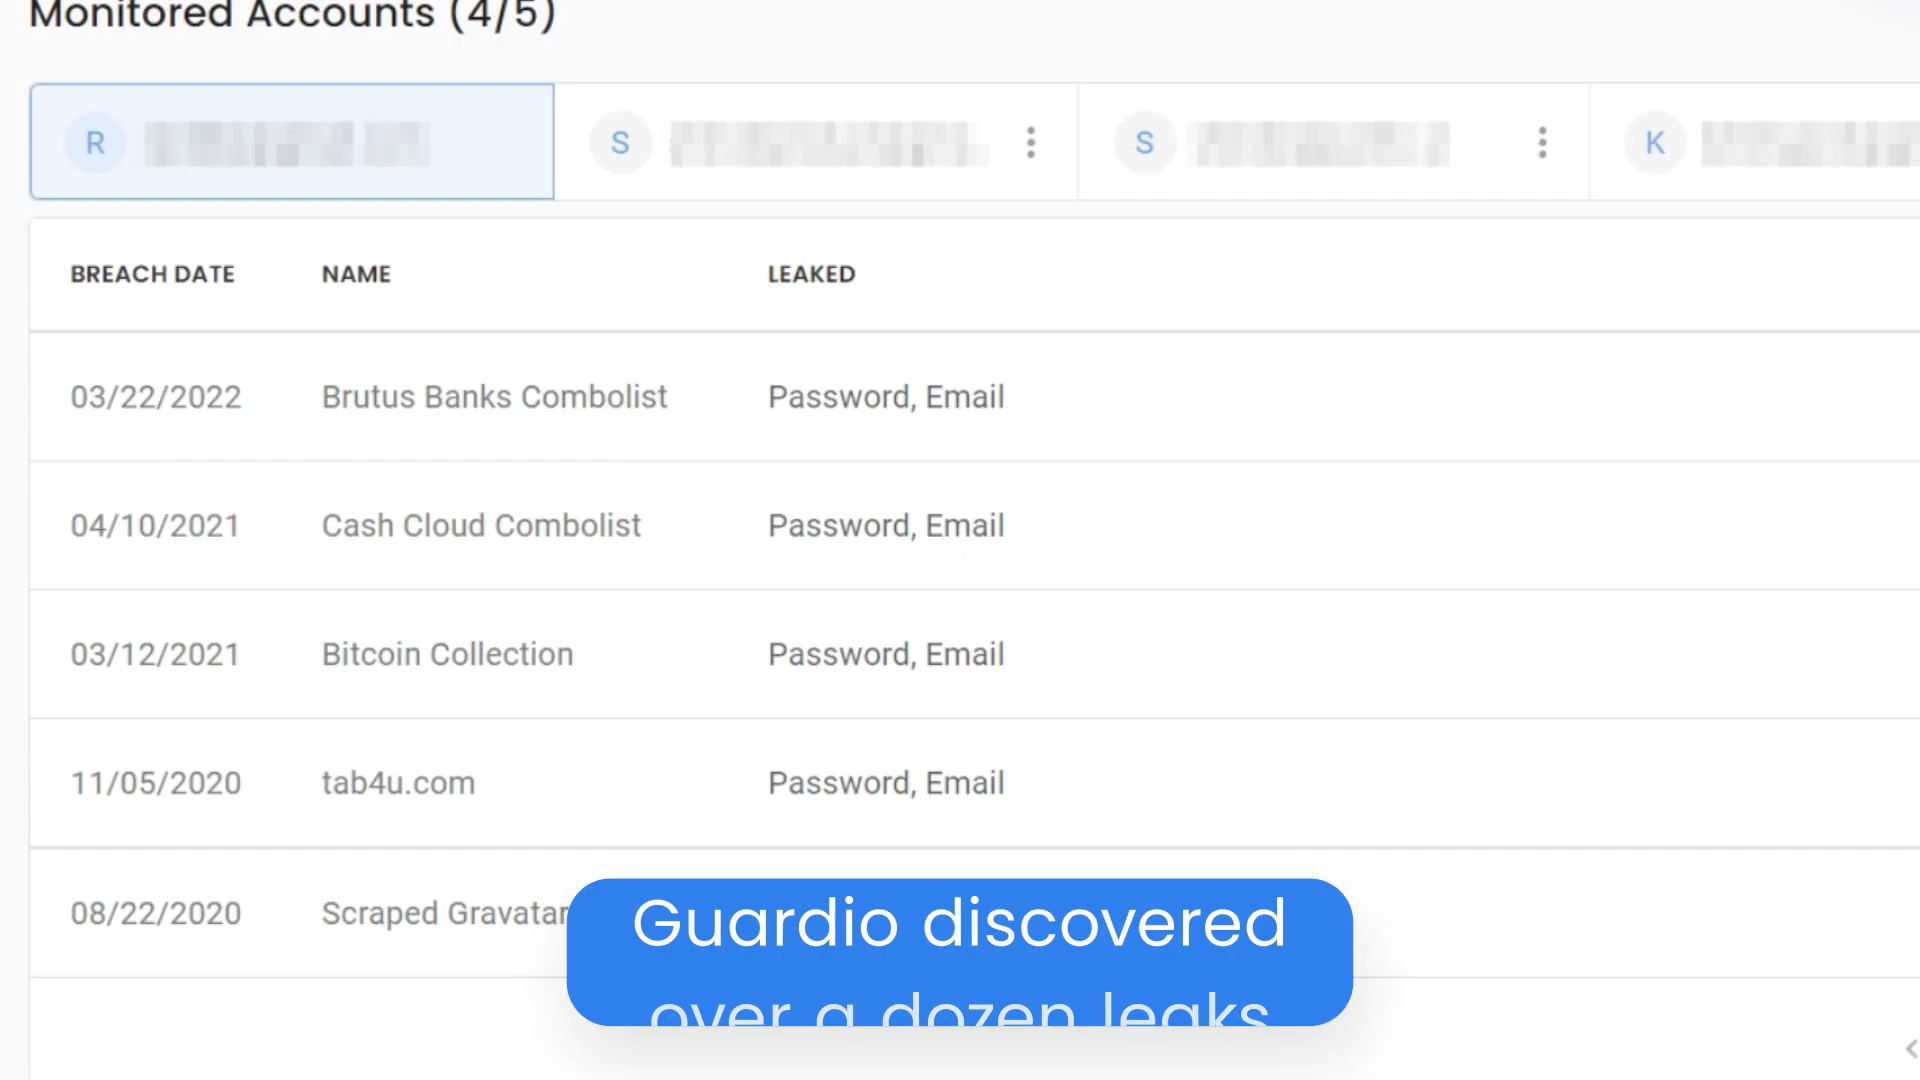 Monitored Accounts (4/5)
R S S K
BREACH DATE NAME LEAKED
03/22/2022 Brutus Banks Combolist Password, Email
04/10/2021 Cash Cloud Combolist Password, Email
03/12/2021 Bitcoin Collection Password, Email
11/05/2020 tab4u.com Password, Email
08/22/2020 Scraped Gravatar
Guardio discovered
over a dozen leaks